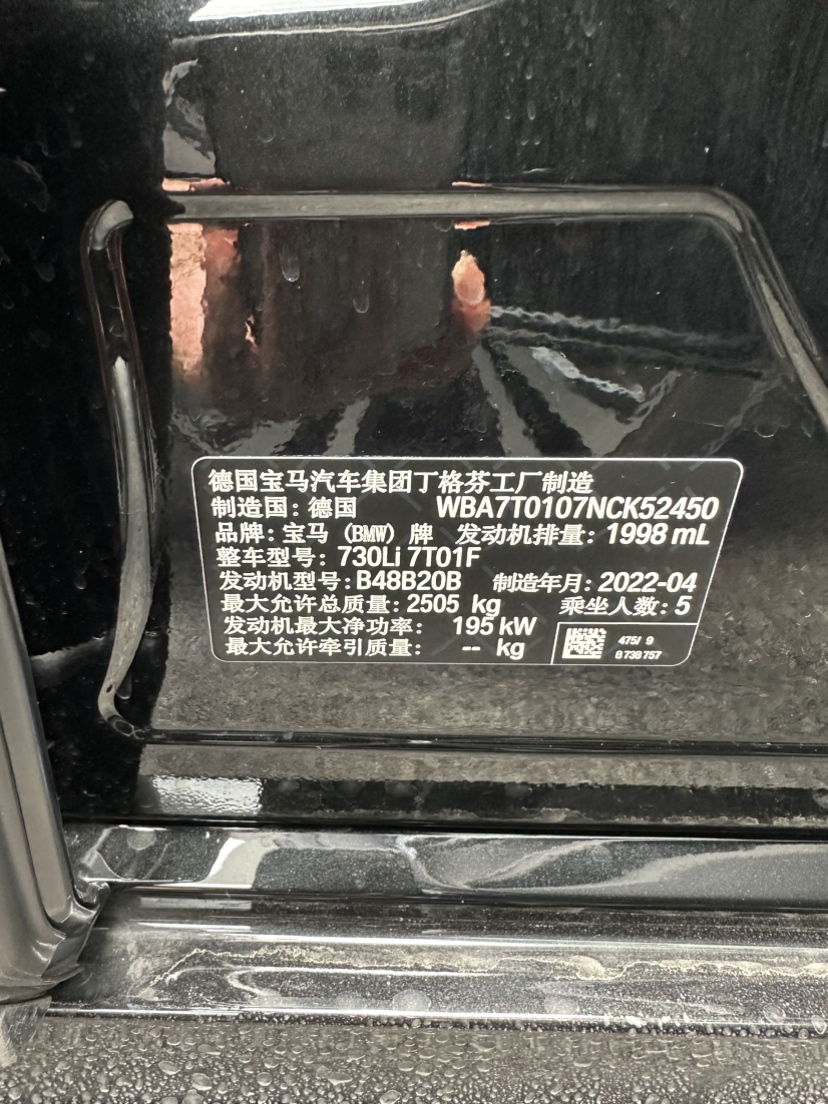 德国宝马汽车集团丁格芬工厂制造
制造国：德国 WBA7T0107NCK52450
品牌：宝马（BMW）牌 发动机排量：1998 mL
整车型号：730Li 7T01F
发动机型号：B48B20B 制造年月：2022-04
最大允许总质量：2505 kg 乘坐人数：5
发动机最大净功率： 195 kW
最大允许牵引质量： -- kg
475/ 9
8 738 757